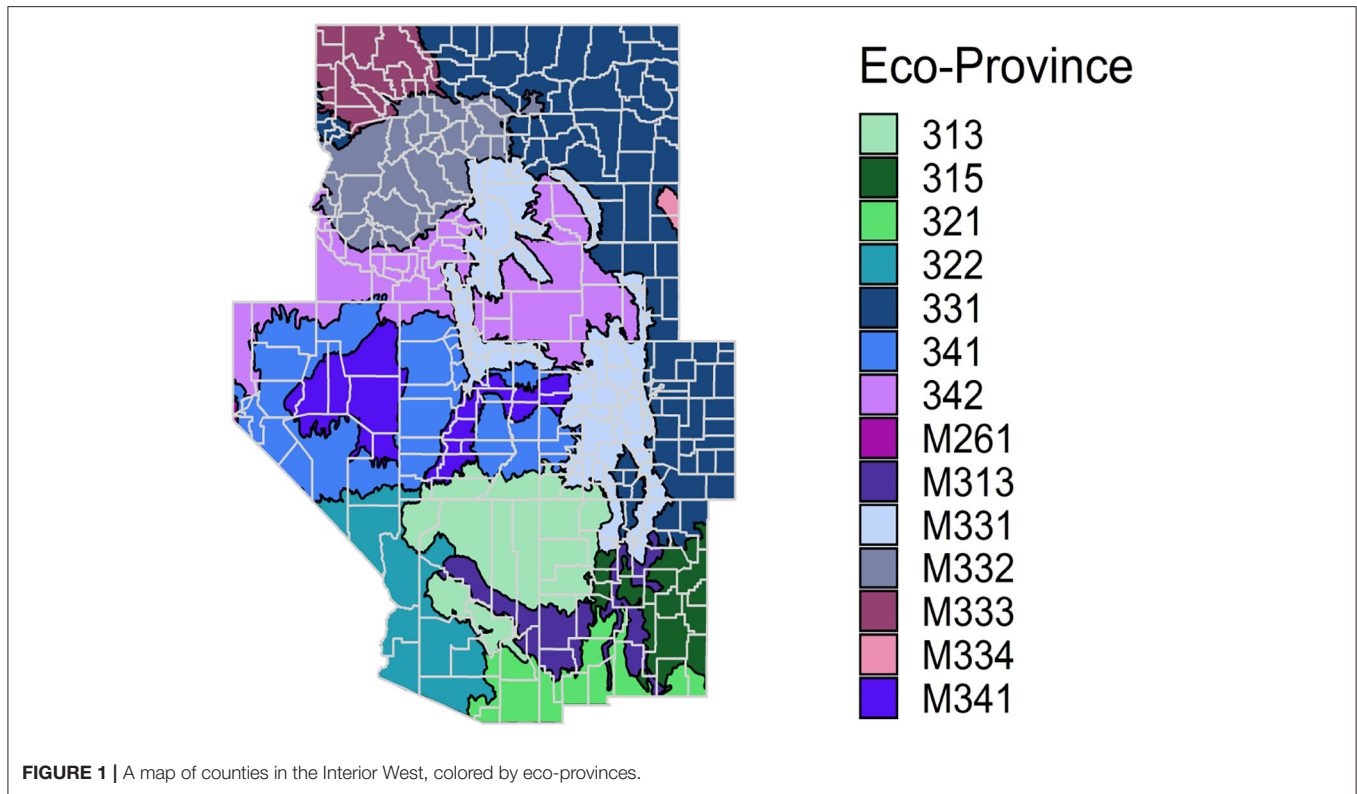 Eco-Province
313
315
321
322
331
341
342
M261
M313
M331
M332
M333
M334
M341
FIGURE 1 | A map of counties in the Interior West, colored by eco-provinces.